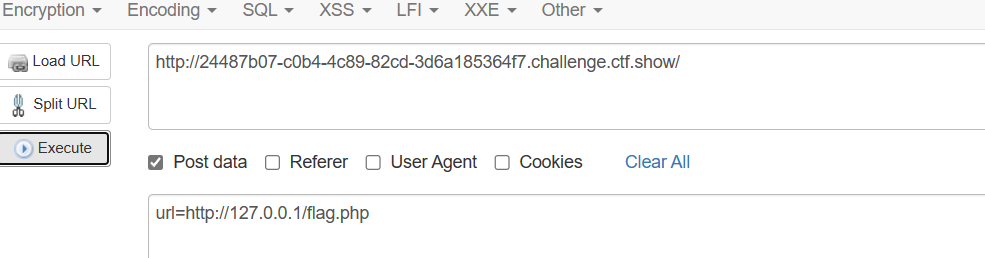 Encryption Encoding SQL XSS LFI XXE Other
Load URL
http://24487b07-c0b4-4c89-82cd-3d6a185364f7.challenge.ctf.show/
Split URL
Execute
Post data Referer User Agent Cookies Clear All
url=http://127.0.0.1/flag.php